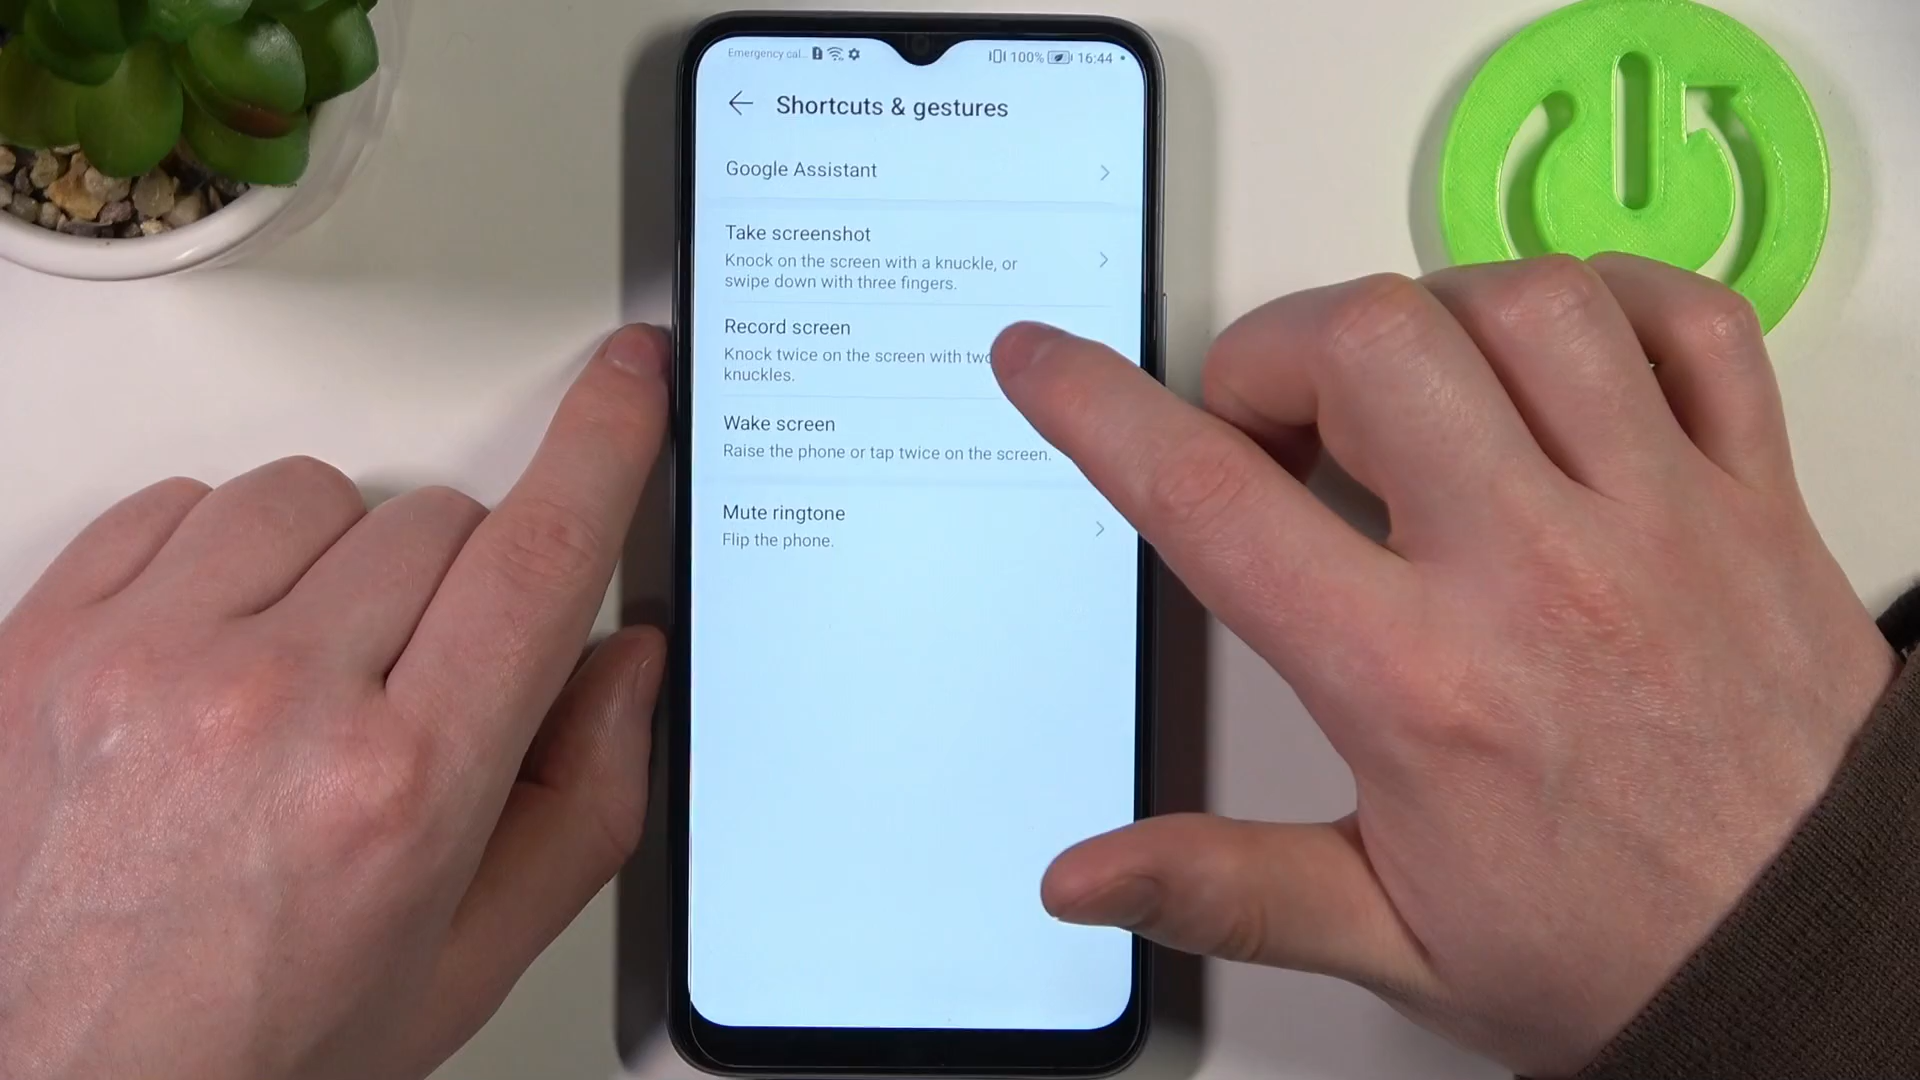 Emergency cal...
100% 16:44
Shortcuts & gestures
Google Assistant
Take screenshot
Knock on the screen with a knuckle, or
swipe down with three fingers.
Record screen
Knock twice on the screen with two
knuckles.
Wake screen
Raise the phone or tap twice on the screen.
Mute ringtone
Flip the phone.